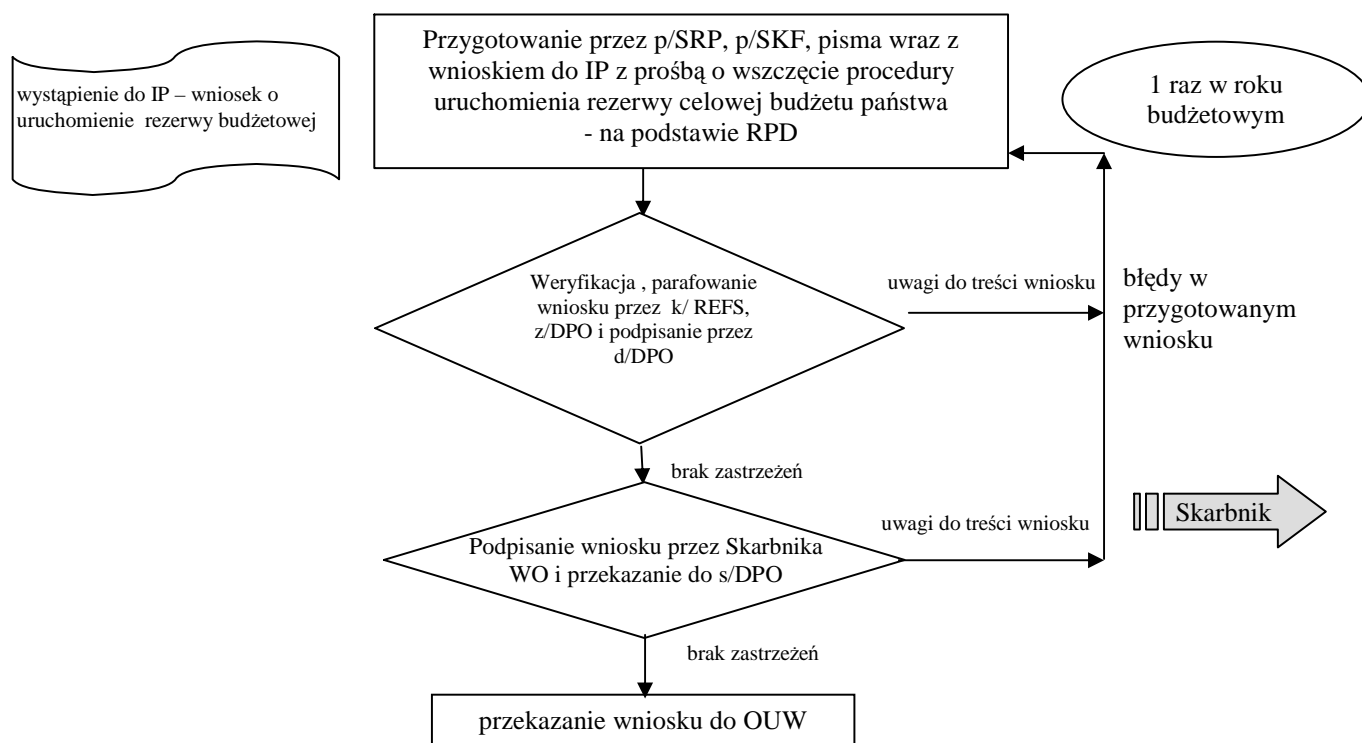 Przygotowanie przez p/SRP, p/SKF, pisma wraz z
wnioskiem do IP z prośbą o wszczęcie procedury
uruchomienia rezerwy celowej budżetu państwa
- na podstawie RPD
wystąpienie do IP – wniosek o
uruchomienie rezerwy budżetowej
1 raz w roku
budżetowym
Weryfikacja , parafowanie
wniosku przez k/ REFS,
z/DPO i podpisanie przez
d/DPO
uwagi do treści wniosku
błędy w
przygotowanym
wniosku
brak zastrzeżeń
Podpisanie wniosku przez Skarbnika
WO i przekazanie do s/DPO
uwagi do treści wniosku
Skarbnik
brak zastrzeżeń
przekazanie wniosku do OUW